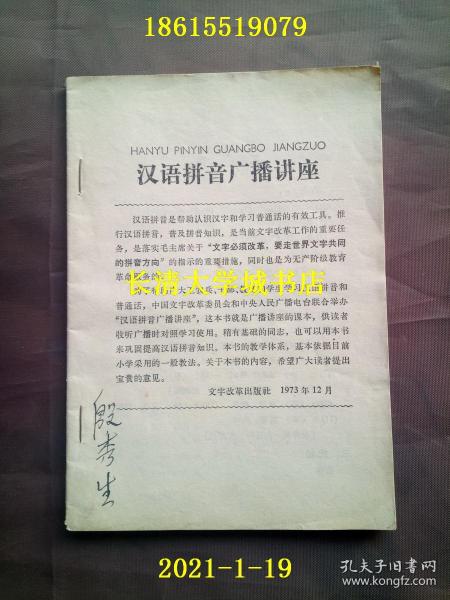 18615519079
HANYU PINYIN GUANGBO JIANGZUO
汉语拼音广播讲座
汉语拼音是帮助认识汉字和学习普通话的有效工具。推
行汉语拼音，普及拼音知识，是当前文字改革工作的重要任
务，是落实毛主席关于“文字必须改革，要走世界文字共同
的拼音方向”的指示的重要措施，同时也是为无产阶级教育
革命
长清大学城书店
普通话，中国文字改革委员会和中央人民广播电台联合举办
“汉语拼音广播讲座”，这本书就是广播讲座的课本，供读者
收听广播时对照学习使用。稍有基础的同志，也可以用本书
来巩固提高汉语拼音知识。本书的教学体系，基本依据目前
小学采用的一般教法。关于本书的内容，希望广大读者提出
宝贵的意见。
文字改革出版社 1973年12月
殷秀生
2021-1-19
孔夫子旧书网
www.kongfz.com